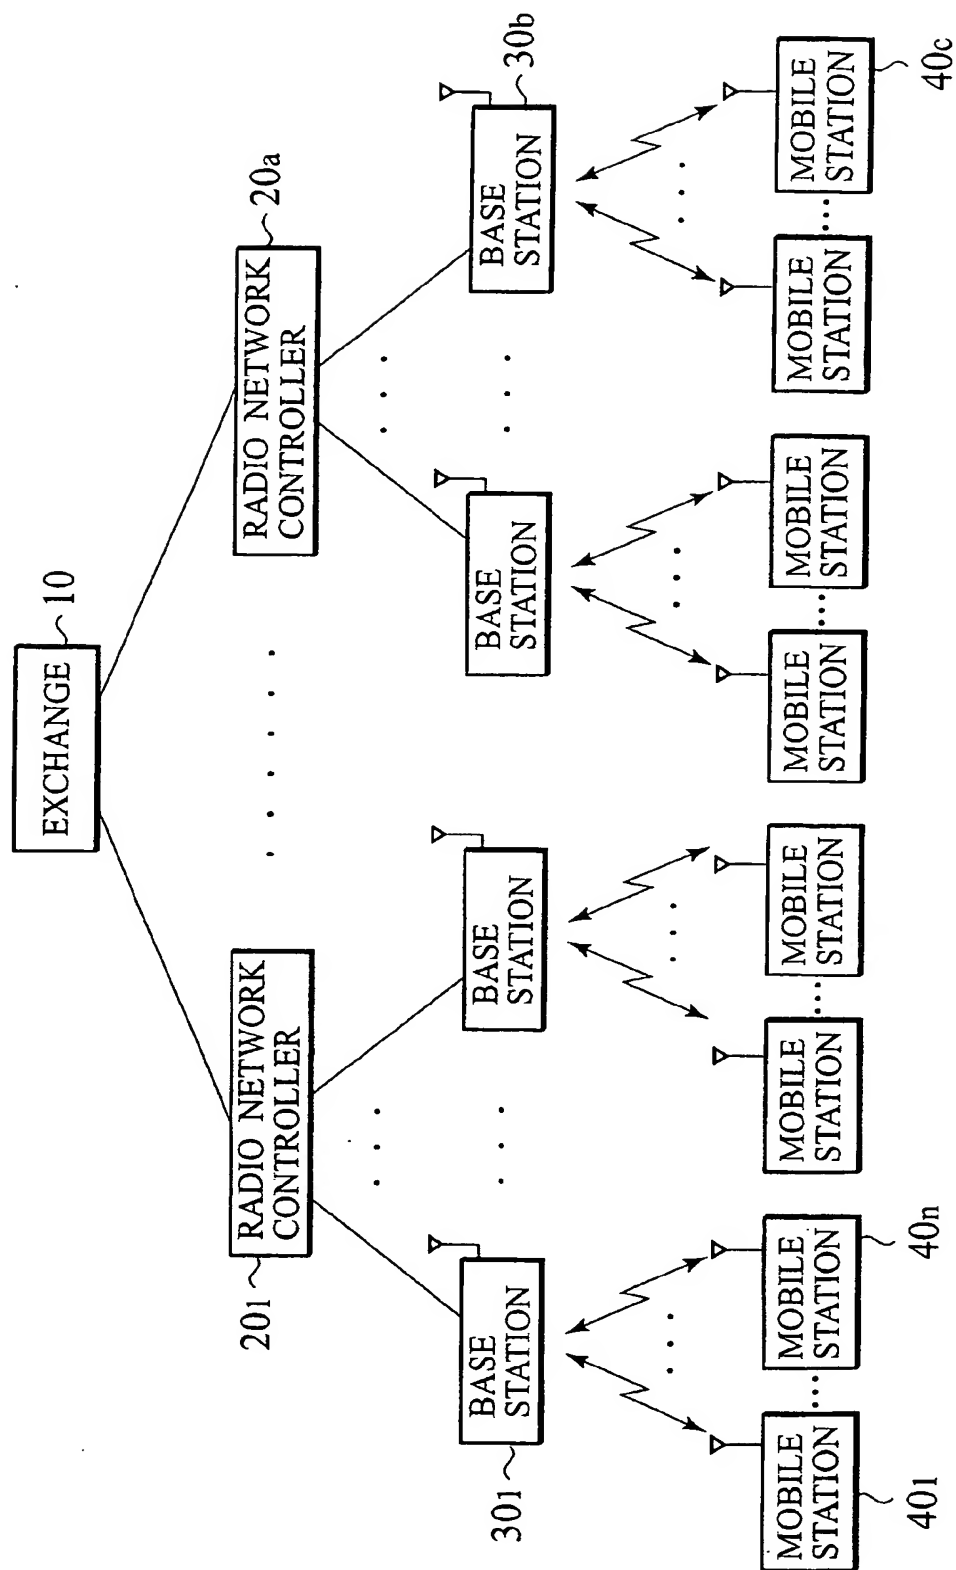 EXCHANGE
10
RADIO NETWORK
CONTROLLER
201
RADIO NETWORK
CONTROLLER
20a
BASE
STATION
301
BASE
STATION
BASE
STATION
BASE
STATION
30b
MOBILE
STATION
401
MOBILE
STATION
40n
MOBILE
STATION
MOBILE
STATION
MOBILE
STATION
MOBILE
STATION
MOBILE
STATION
MOBILE
STATION
40c